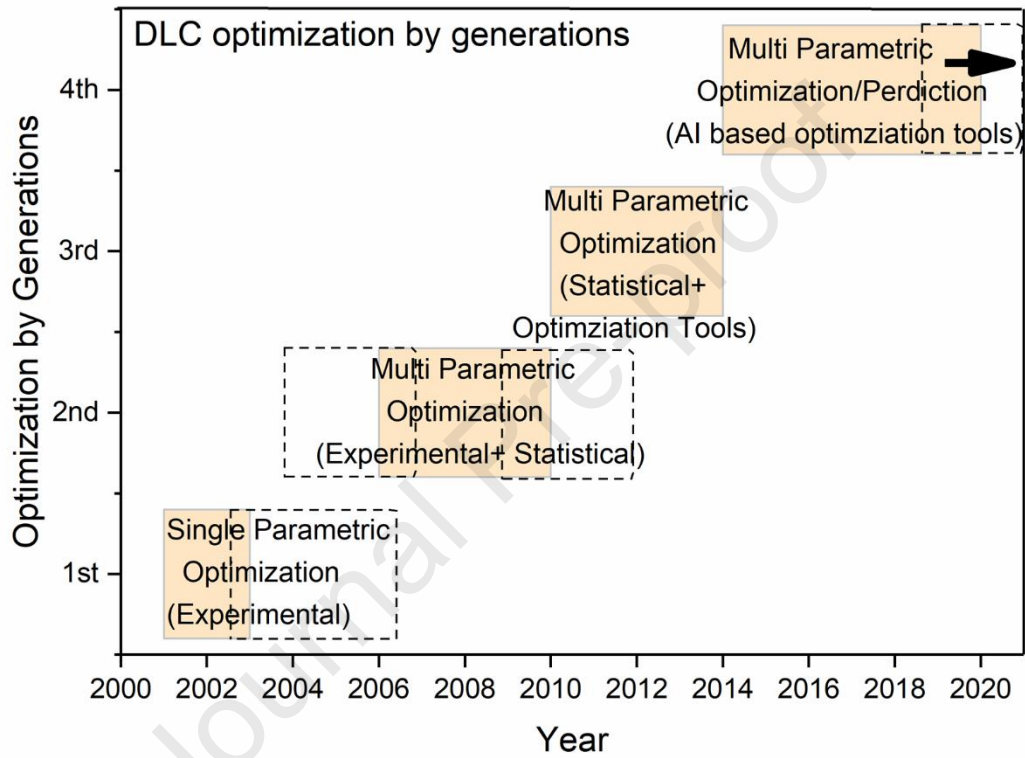 DLC optimization by generations
Optimization by Generations
4th
3rd
2nd
1st
Multi Parametric
Optimization/Perdiction
(AI based optimziation tools)
Multi Parametric
Optimization
(Statistical+
Optimziation Tools)
Multi Parametric
Optimization
(Experimental+ Statistical)
Single Parametric
Optimization
(Experimental)
2000 2002 2004 2006 2008 2010 2012 2014 2016 2018 2020
Year
Journal Pre-proof